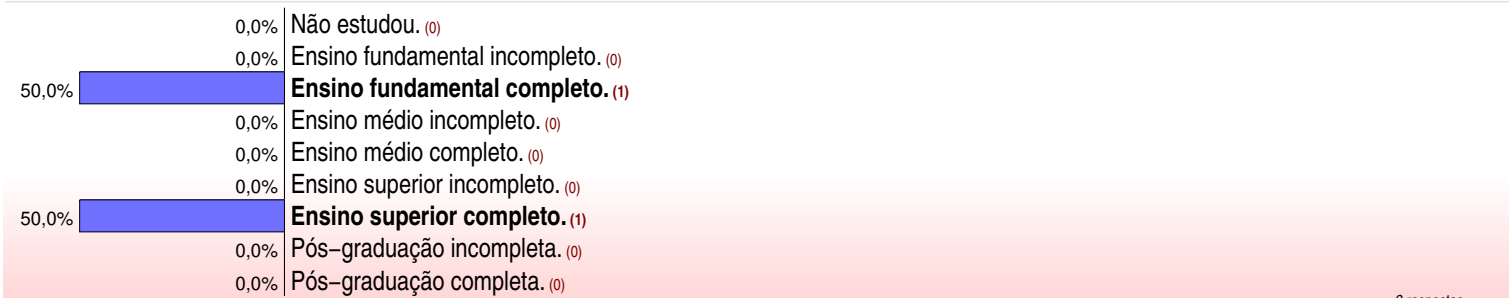 0,0% Não estudou. (0)
0,0% Ensino fundamental incompleto. (0)
50,0% Ensino fundamental completo. (1)
0,0% Ensino médio incompleto. (0)
0,0% Ensino médio completo. (0)
0,0% Ensino superior incompleto. (0)
50,0% Ensino superior completo. (1)
0,0% Pós−graduação incompleta. (0)
0,0% Pós−graduação completa. (0)